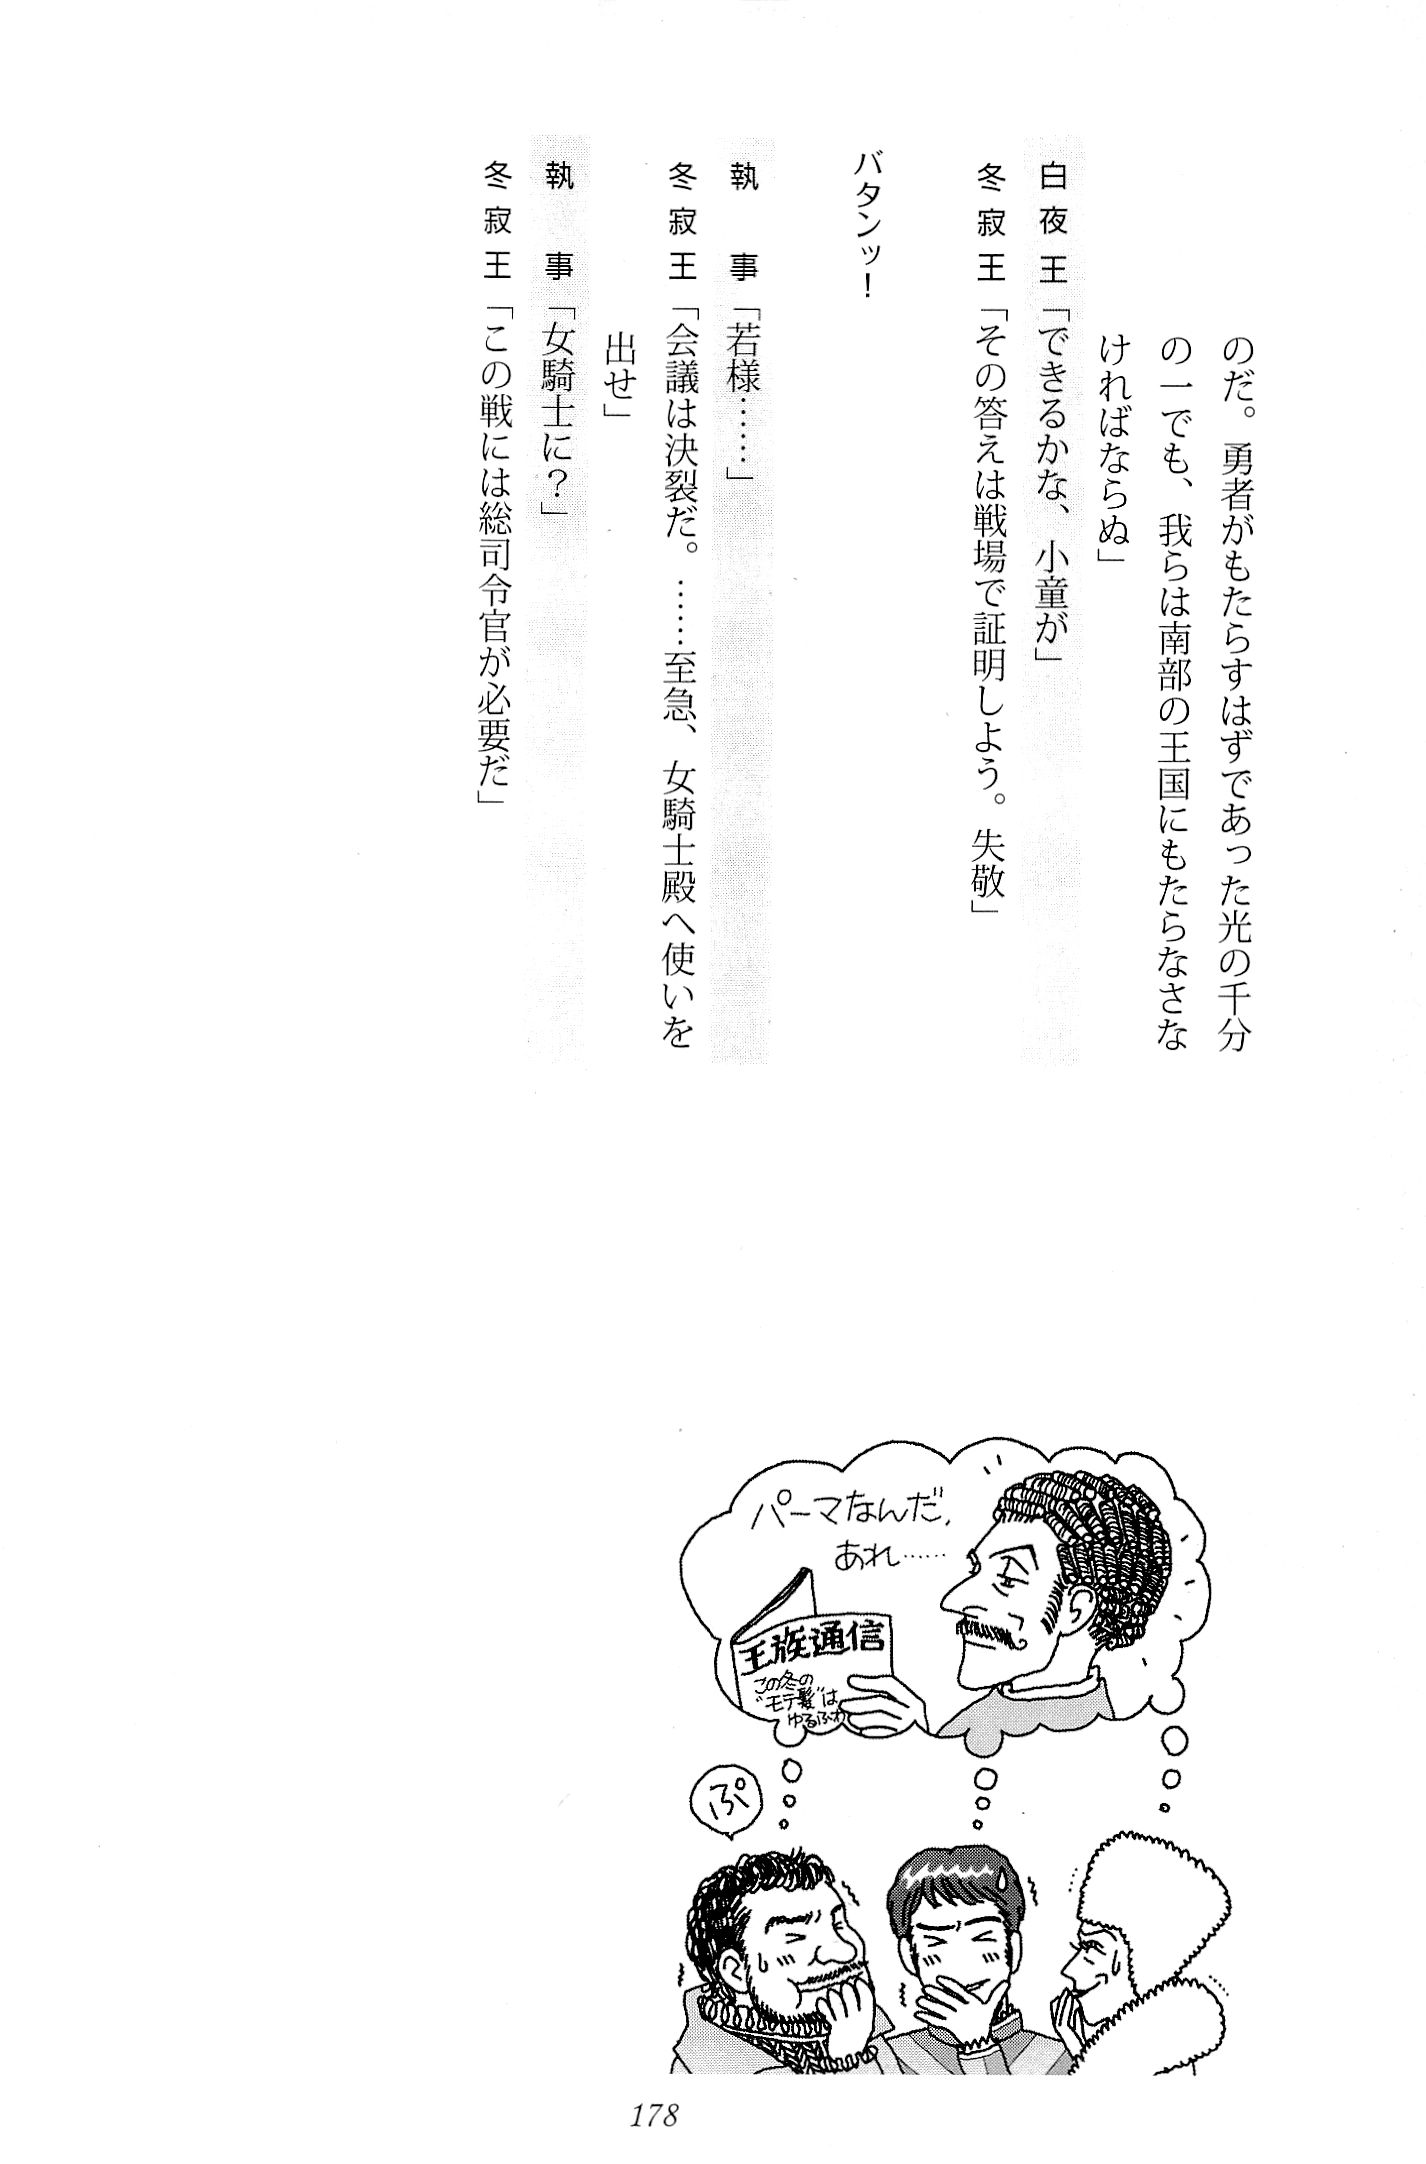 のだ。勇者がもたらすはずであった光の千分
の一でも、我らは南部の王国にもたらなさな
ければならぬ」
白夜王「できるかな、小童が」
冬寂王「その答えは戦場で証明しよう。失敬」
バタンッ！
執　事「若様……」
冬寂王「会議は決裂だ。……至急、女騎士殿へ使いを
出せ」
執　事「女騎士に？」
冬寂王「この戦には総司令官が必要だ」
パーマなんだ、
あれ……
王族通信
この冬の
"モテ髪"は
ゆるふわ
ぷ
178